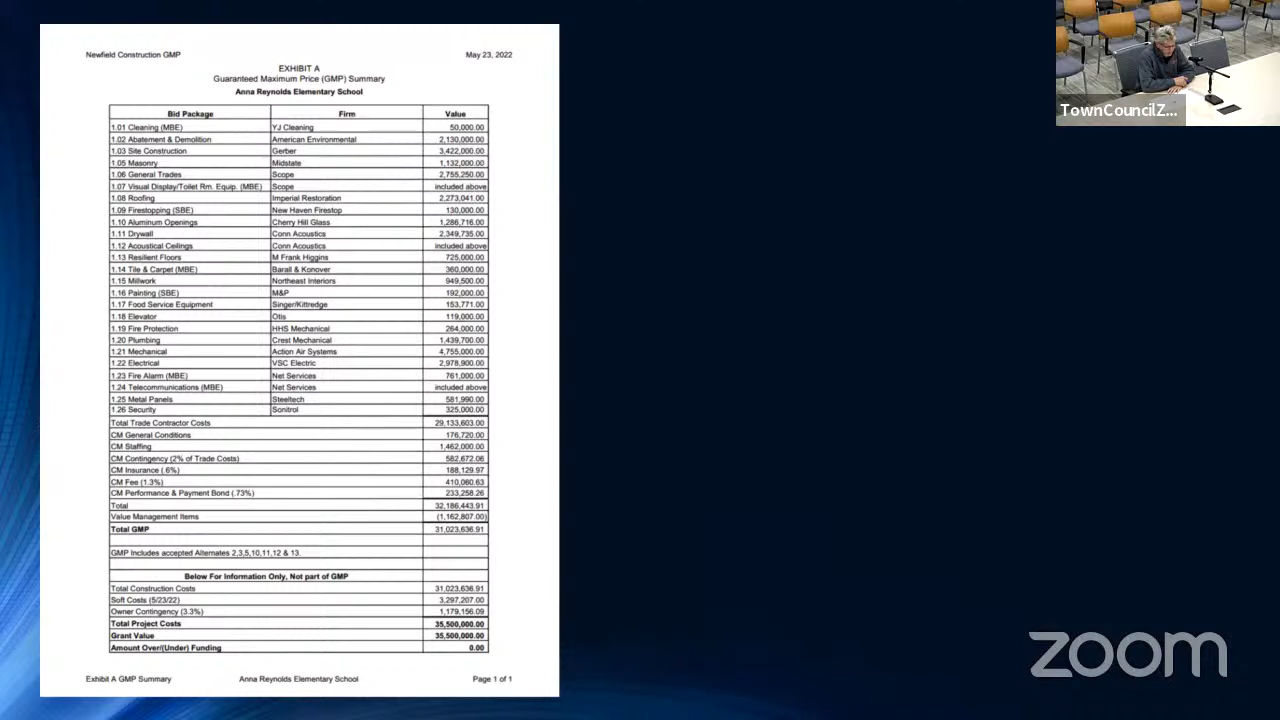 Newfield Construction GMP May 23, 2022
EXHIBIT A
Guaranteed Maximum Price (GMP) Summary
Anna Reynolds Elementary School
Bid Package Firm Value
1.01 Cleaning (MBE) YJ Cleaning 50,000.00
1.02 Abatement & Demolition American Environmental 2,130,000.00
1.03 Site Construction Gerber 3,422,000.00
1.05 Masonry Midstate 1,132,000.00
1.06 General Trades Scope 2,755,250.00
1.07 Visual Display/Toilet Rm. Equip. (MBE) Scope included above
1.08 Roofing Imperial Restoration 2,273,041.00
1.09 Firestopping (SBE) New Haven Firestop 130,000.00
1.10 Aluminum Openings Cherry Hill Glass 1,286,716.00
1.11 Drywall Conn Acoustics 2,349,735.00
1.12 Acoustical Ceilings Conn Acoustics included above
1.13 Resilient Floors M Frank Higgins 725,000.00
1.14 Tile & Carpet (MBE) Barall & Konover 360,000.00
1.15 Millwork Northeast Interiors 949,500.00
1.16 Painting (SBE) M&P 192,000.00
1.17 Food Service Equipment Singer/Kittredge 153,771.00
1.18 Elevator Otis 119,000.00
1.19 Fire Protection HHS Mechanical 264,000.00
1.20 Plumbing Crest Mechanical 1,439,700.00
1.21 Mechanical Action Air Systems 4,755,000.00
1.22 Electrical VSC Electric 2,978,900.00
1.23 Fire Alarm (MBE) Net Services 761,000.00
1.24 Telecommunications (MBE) Net Services included above
1.25 Metal Panels Steeltech 581,990.00
1.26 Security Sonitrol 325,000.00
Total Trade Contractor Costs 29,133,603.00
CM General Conditions 176,720.00
CM Staffing 1,462,000.00
CM Contingency (2% of Trade Costs) 582,672.06
CM Insurance (.6%) 188,129.97
CM Fee (1.3%) 410,060.63
CM Performance & Payment Bond (.73%) 233,258.26
Total 32,186,443.91
Value Management Items (1,162,807.00)
Total GMP 31,023,636.91
GMP Includes accepted Alternates 2,3,5,10,11,12 & 13.
Below For Information Only, Not part of GMP
Total Construction Costs 31,023,636.91
Soft Costs (5/23/22) 3,297,207.00
Owner Contingency (3.3%) 1,179,156.09
Total Project Costs 35,500,000.00
Grant Value 35,500,000.00
Amount Over/(Under) Funding 0.00
Exhibit A GMP Summary Anna Reynolds Elementary School Page 1 of 1
TownCouncilZ...
zoom